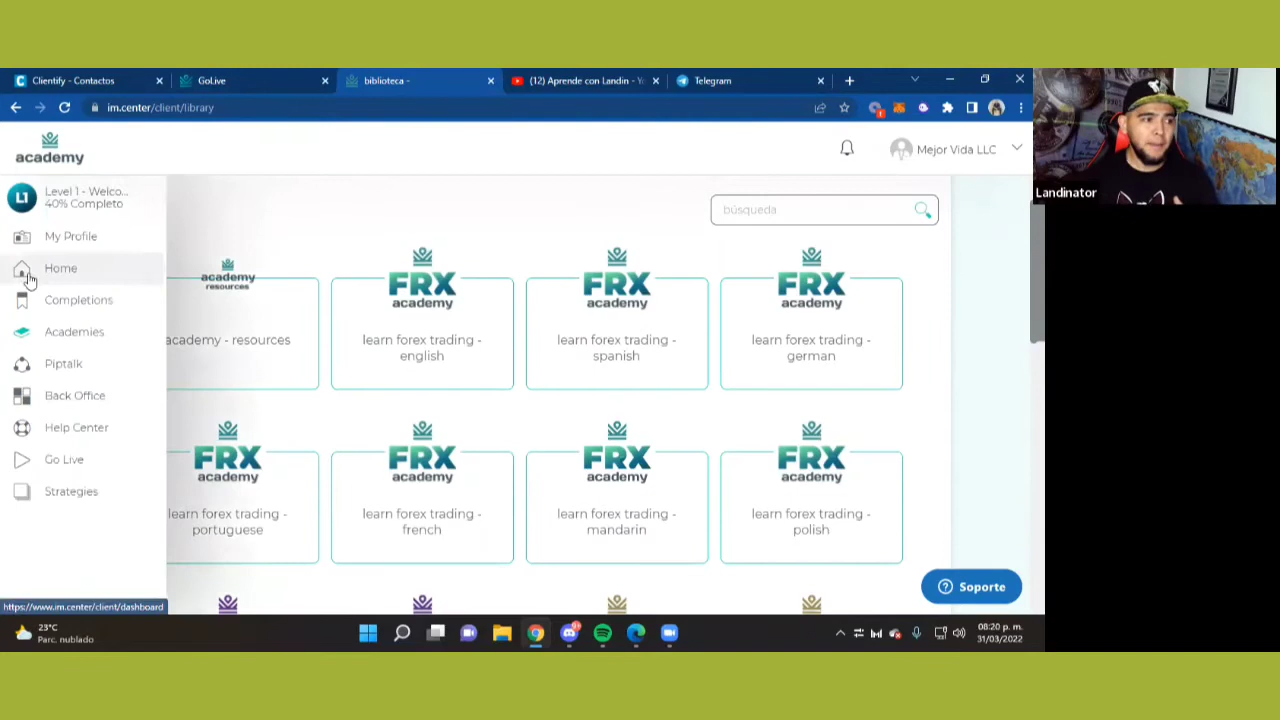 Clientify - Contactos
GoLive
biblioteca -
(12) Aprende con Landin - Yo
Telegram
im.center/client/library
academy
Mejor Vida LLC
L1
Level 1 - Welco...
40% Completo
My Profile
Home
Completions
Academies
Piptalk
Back Office
Help Center
Go Live
Strategies
búsqueda
academy
resources
academy - resources
FRX
academy
learn forex trading -
english
FRX
academy
learn forex trading -
spanish
FRX
academy
learn forex trading -
german
FRX
academy
learn forex trading -
portuguese
FRX
academy
learn forex trading -
french
FRX
academy
learn forex trading -
mandarin
FRX
academy
learn forex trading -
polish
Soporte
https://www.im.center/client/dashboard
23°C
Parc. nublado
08:20 p. m.
31/03/2022
Landinator